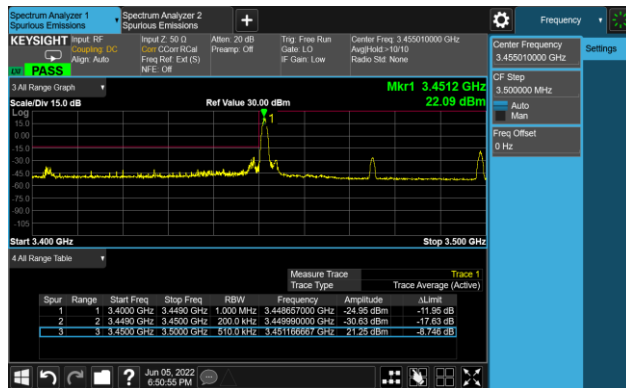 Spectrum Analyzer 1
Spurious Emissions
Spectrum Analyzer 2
Spurious Emissions
+
Frequency
KEYSIGHT
Input: RF
Coupling: DC
Align: Auto
Input Z: 50 Ω
Corr CCorr RCal
Freq Ref: Ext (S)
NFE: Off
Atten: 20 dB
Preamp: Off
Trig: Free Run
Gate: LO
IF Gain: Low
Center Freq: 3.455010000 GHz
Avg|Hold:>10/10
Radio Std: None
PASS
Center Frequency
3.455010000 GHz
Settings
CF Step
3.500000 MHz
Auto
Man
Freq Offset
0 Hz
3 All Range Graph
Mkr1 3.4512 GHz
22.09 dBm
Scale/Div 15.0 dB
Ref Value 30.00 dBm
Log
15.0
0.00
-15.0
-30.0
-45.0
-60.0
-75.0
-90.0
-105
1
Start 3.400 GHz
Stop 3.500 GHz
4 All Range Table
Measure Trace Trace 1
Trace Type Trace Average (Active)
Spur Range Start Freq Stop Freq RBW Frequency Amplitude ΔLimit
1 1 3.4000 GHz 3.4490 GHz 1.000 MHz 3.448657000 GHz -24.95 dBm -11.95 dB
2 2 3.4490 GHz 3.4500 GHz 200.0 kHz 3.449990000 GHz -30.63 dBm -17.63 dB
3 3 3.4500 GHz 3.5000 GHz 510.0 kHz 3.451166667 GHz 21.25 dBm -8.746 dB
?
Jun 05, 2022
6:50:55 PM